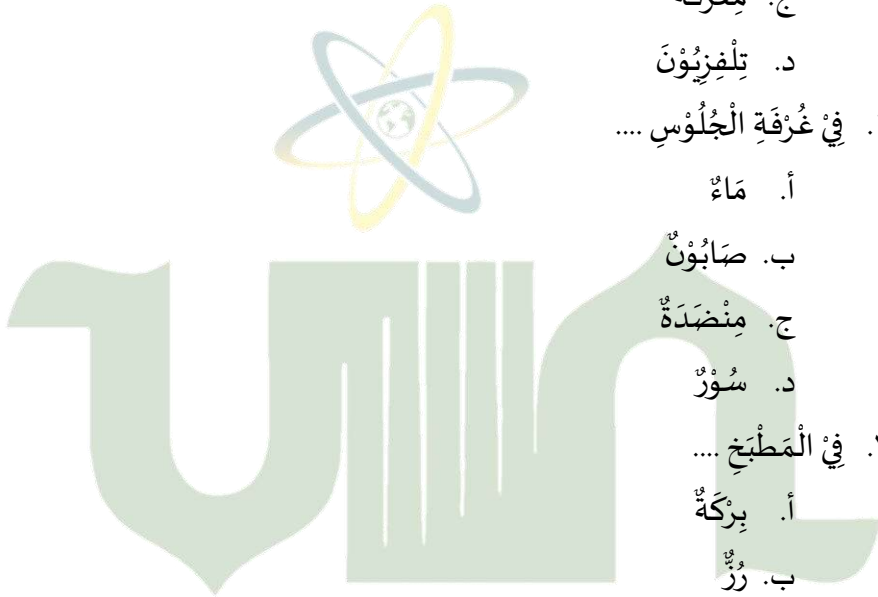 د. تِلْفِزِيُوْنَ
. فِيْ غُرْفَةِ الْجُلُوْسِ ....
أ. مَاءٌ
ب. صَابُوْنٌ
ج. مِنْضَدَةٌ
د. سُوْرٌ
. فِيْ الْمَطْبَخِ ....
أ. بِرْكَةٌ
ب. رُزٌّ